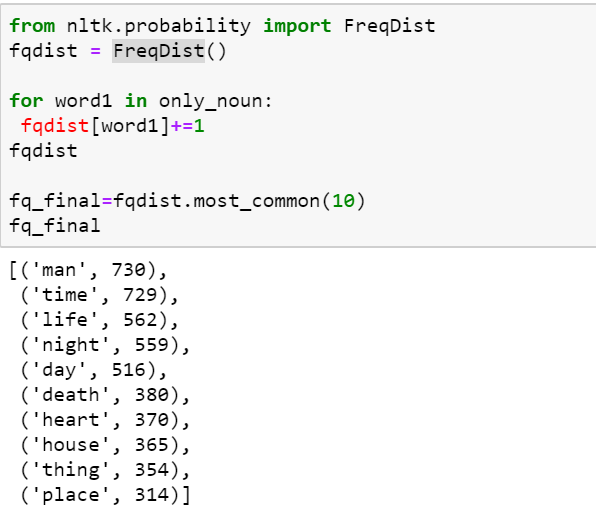 from nltk.probability import FreqDist
fqdist = FreqDist()
for word1 in only_noun:
 fqdist[word1]+=1
fqdist
fq_final=fqdist.most_common(10)
fq_final
[('man', 730),
 ('time', 729),
 ('life', 562),
 ('night', 559),
 ('day', 516),
 ('death', 380),
 ('heart', 370),
 ('house', 365),
 ('thing', 354),
 ('place', 314)]